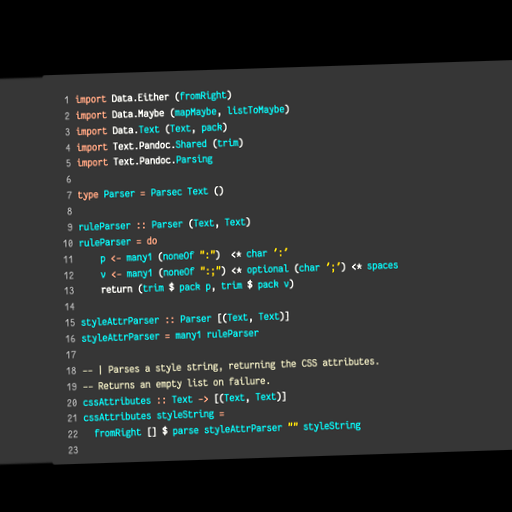 1 import Data.Either (fromRight)
2 import Data.Maybe (mapMaybe, listToMaybe)
3 import Data.Text (Text, pack)
4 import Text.Pandoc.Shared (trim)
5 import Text.Pandoc.Parsing
6
7 type Parser = Parsec Text ()
8
9 ruleParser :: Parser (Text, Text)
10 ruleParser = do
11     p <- many1 (noneOf ":")  <* char ':'
12     v <- many1 (noneOf ":;") <* optional (char ';') <* spaces
13     return (trim $ pack p, trim $ pack v)
14
15 styleAttrParser :: Parser [(Text, Text)]
16 styleAttrParser = many1 ruleParser
17
18 -- | Parses a style string, returning the CSS attributes.
19 -- Returns an empty list on failure.
20 cssAttributes :: Text -> [(Text, Text)]
21 cssAttributes styleString =
22   fromRight [] $ parse styleAttrParser "" styleString
23